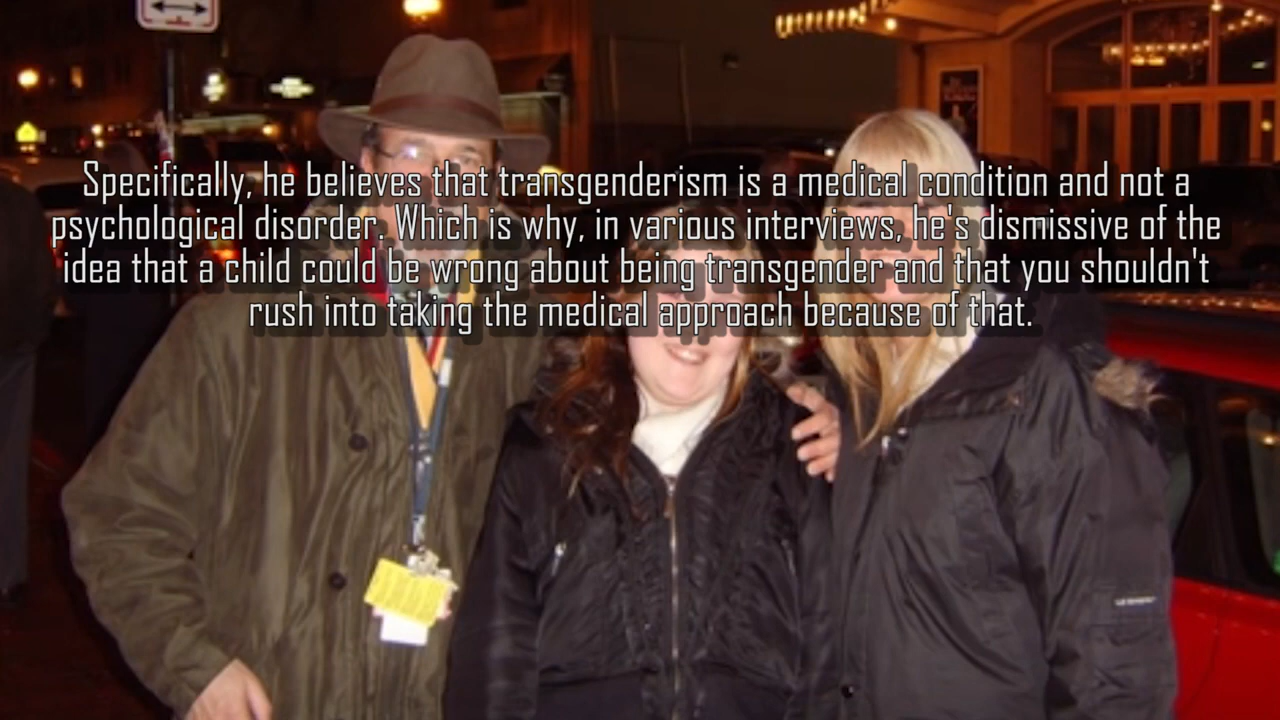 Specifically, he believes that transgenderism is a medical condition and not a
psychological disorder. Which is why, in various interviews, he's dismissive of the
idea that a child could be wrong about being transgender and that you shouldn't
rush into taking the medical approach because of that.